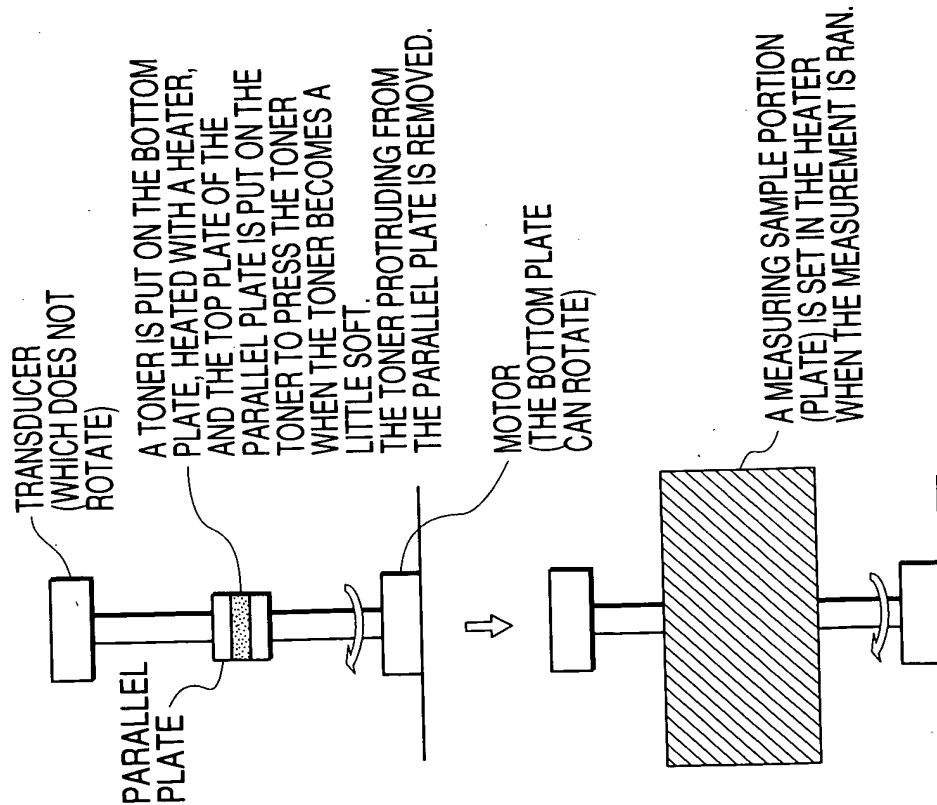 TRANSDUCER
(WHICH DOES NOT
ROTATE)
PARALLEL
PLATE
A TONER IS PUT ON THE BOTTOM
PLATE, HEATED WITH A HEATER,
AND THE TOP PLATE OF THE
PARALLEL PLATE IS PUT ON THE
TONER TO PRESS THE TONER
WHEN THE TONER BECOMES A
LITTLE SOFT.
THE TONER PROTRUDING FROM
THE PARALLEL PLATE IS REMOVED.
MOTOR
(THE BOTTOM PLATE
CAN ROTATE)
A MEASURING SAMPLE PORTION
(PLATE) IS SET IN THE HEATER
WHEN THE MEASUREMENT IS RAN.